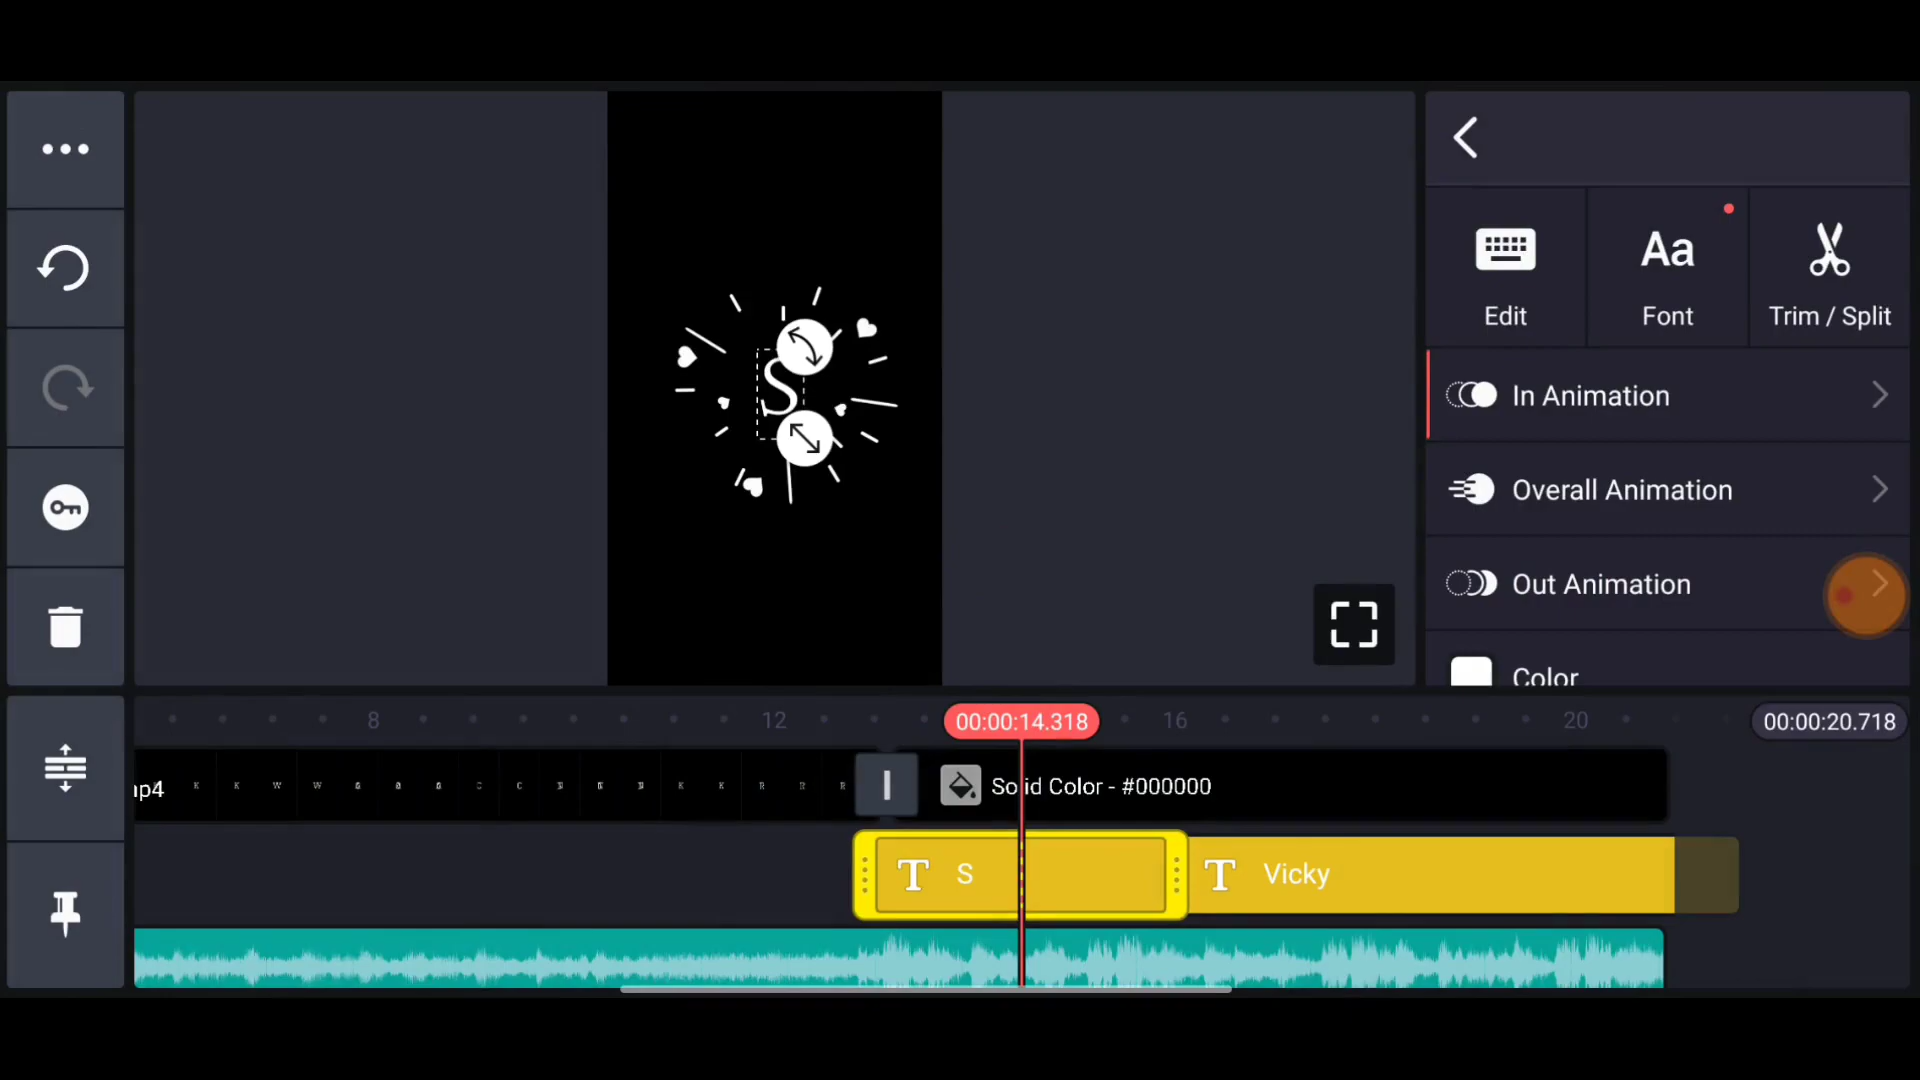 S
Edit
Font
Trim / Split
In Animation
Overall Animation
Out Animation
Color
8
12
00:00:14.318
16
20
00:00:20.718
Solid Color - #000000
T S
T Vicky
Aa